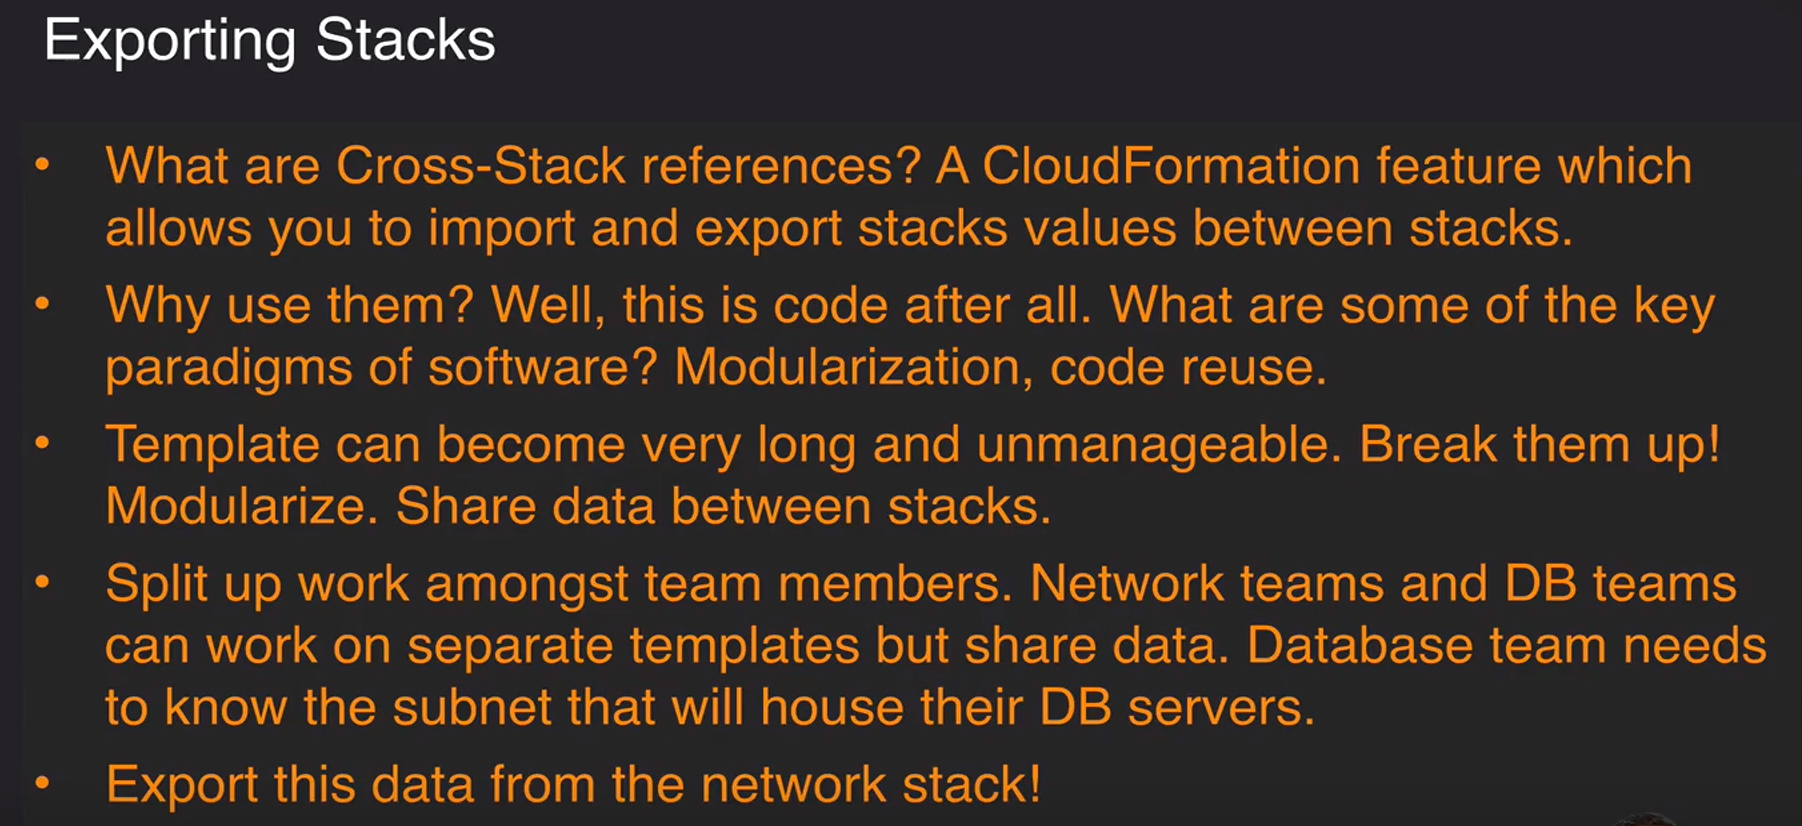 Exporting Stacks
• What are Cross-Stack references? A CloudFormation feature which
allows you to import and export stacks values between stacks.
• Why use them? Well, this is code after all. What are some of the key
paradigms of software? Modularization, code reuse.
• Template can become very long and unmanageable. Break them up!
Modularize. Share data between stacks.
• Split up work amongst team members. Network teams and DB teams
can work on separate templates but share data. Database team needs
to know the subnet that will house their DB servers.
• Export this data from the network stack!